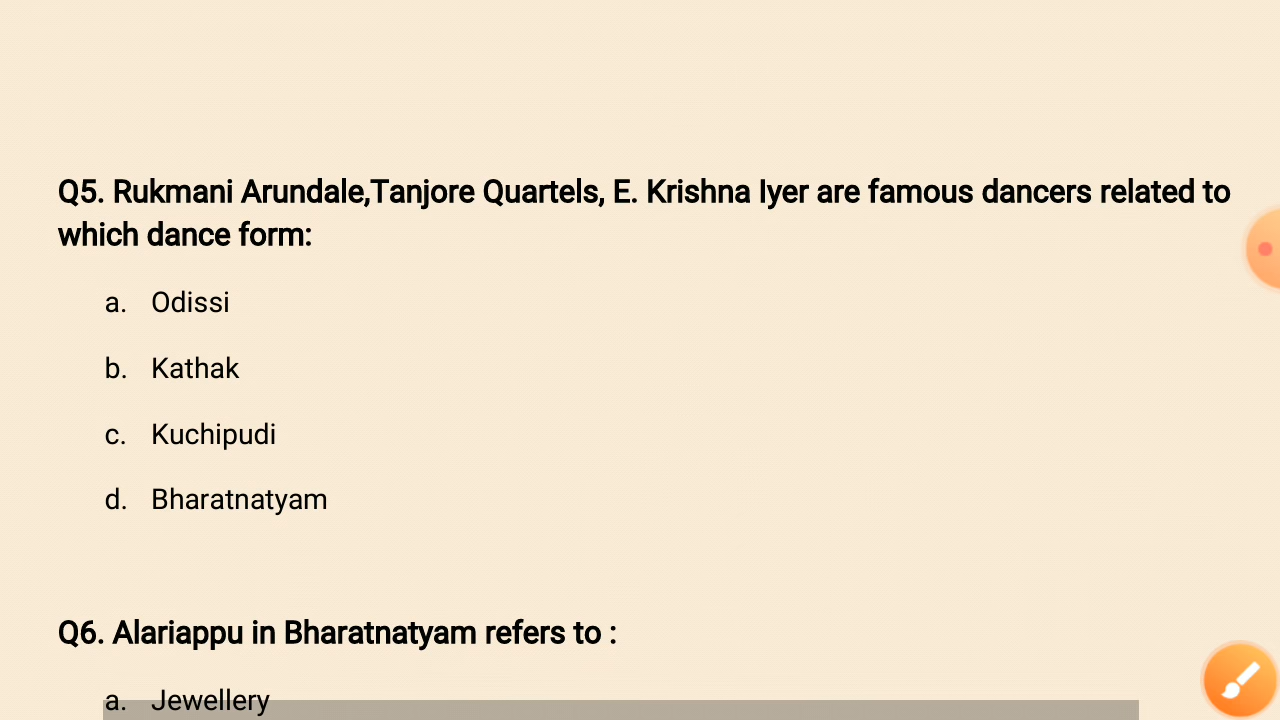 Q5. Rukmani Arundale,Tanjore Quartels, E. Krishna Iyer are famous dancers related to
which dance form:
a. Odissi
b. Kathak
c. Kuchipudi
d. Bharatnatyam
Q6. Alariappu in Bharatnatyam refers to :
a. Jewellery